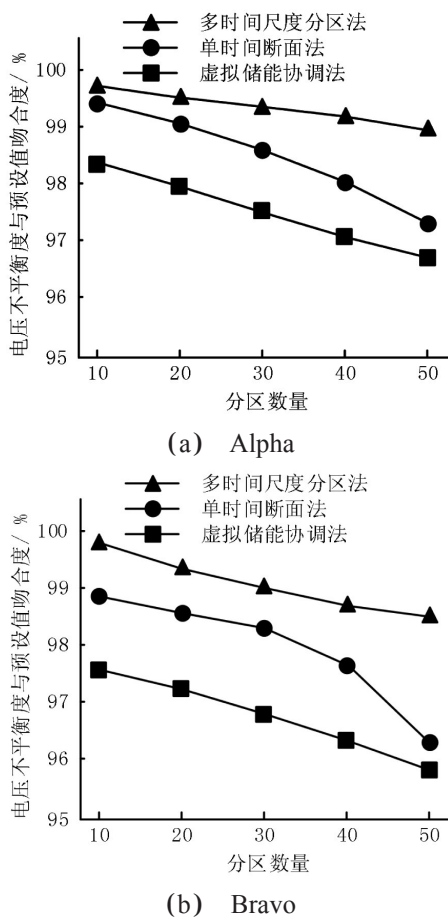 多时间尺度分区法
单时间断面法
虚拟储能协调法
电压不平衡度与预设值吻合度/%
100
99
98
97
96
95
10 20 30 40 50
分区数量
(a) Alpha
多时间尺度分区法
单时间断面法
虚拟储能协调法
电压不平衡度与预设值吻合度/%
100
99
98
97
96
95
10 20 30 40 50
分区数量
(b) Bravo